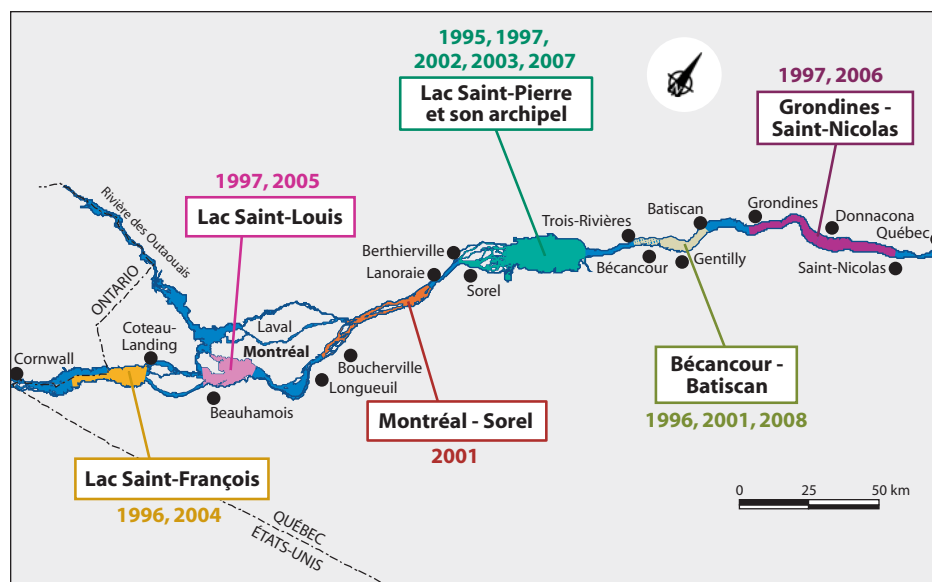 1995, 1997,
2002, 2003, 2007
Lac Saint-Pierre
et son archipel
1997, 2006
Grondines -
Saint-Nicolas
1997, 2005
Lac Saint-Louis
Rivière des Outaouais
ONTARIO
Cornwall
Coteau-
Landing
Laval
Montréal
Beauhamois
Boucherville
Longueuil
Berthierville
Lanoraie
Sorel
Trois-Rivières
Bécancour
Batiscan
Gentilly
Grondines
Donnacona
Québec
Saint-Nicolas
Lac Saint-François
1996, 2004
Montréal - Sorel
2001
Bécancour -
Batiscan
1996, 2001, 2008
QUÉBEC
ÉTATS-UNIS
0 25 50 km